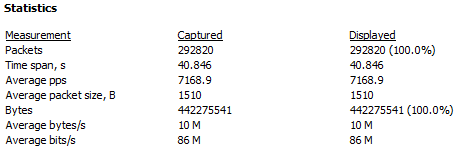 Statistics
Measurement Captured Displayed
Packets 292820 292820 (100.0%)
Time span, s 40.846 40.846
Average pps 7168.9 7168.9
Average packet size, B 1510 1510
Bytes 442275541 442275541 (100.0%)
Average bytes/s 10 M 10 M
Average bits/s 86 M 86 M